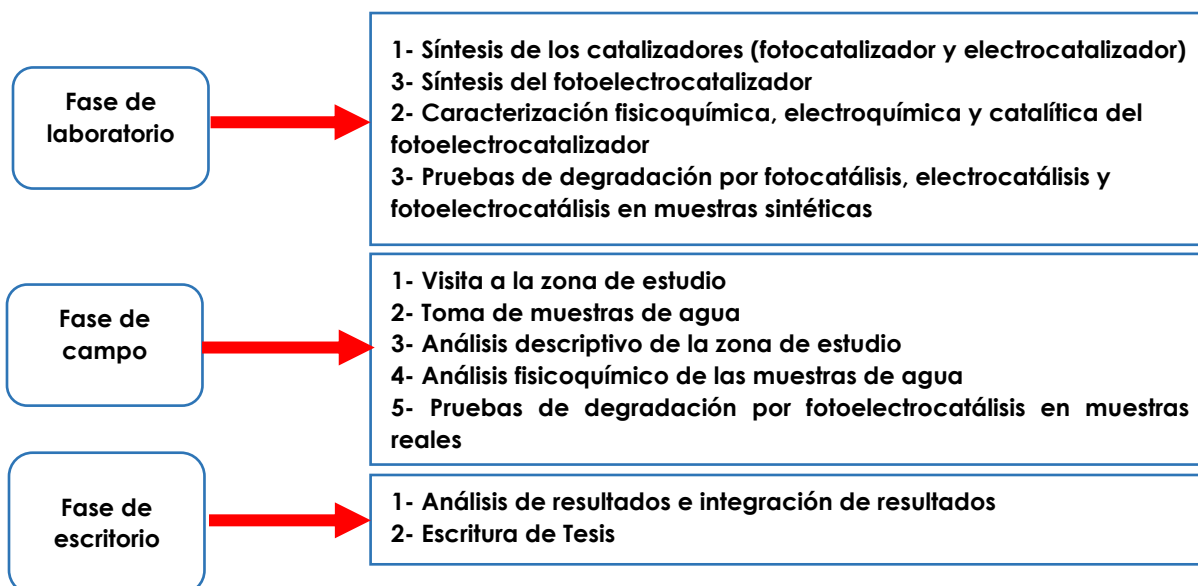 Fase de
laboratorio
1- Síntesis de los catalizadores (fotocatalizador y electrocatalizador)
3- Síntesis del fotoelectrocatalizador
2- Caracterización fisicoquímica, electroquímica y catalítica del
fotoelectrocatalizador
3- Pruebas de degradación por fotocatálisis, electrocatálisis y
fotoelectrocatálisis en muestras sintéticas
Fase de
campo
1- Visita a la zona de estudio
2- Toma de muestras de agua
3- Análisis descriptivo de la zona de estudio
4- Análisis fisicoquímico de las muestras de agua
5- Pruebas de degradación por fotoelectrocatálisis en muestras
reales
Fase de
escritorio
1- Análisis de resultados e integración de resultados
2- Escritura de Tesis